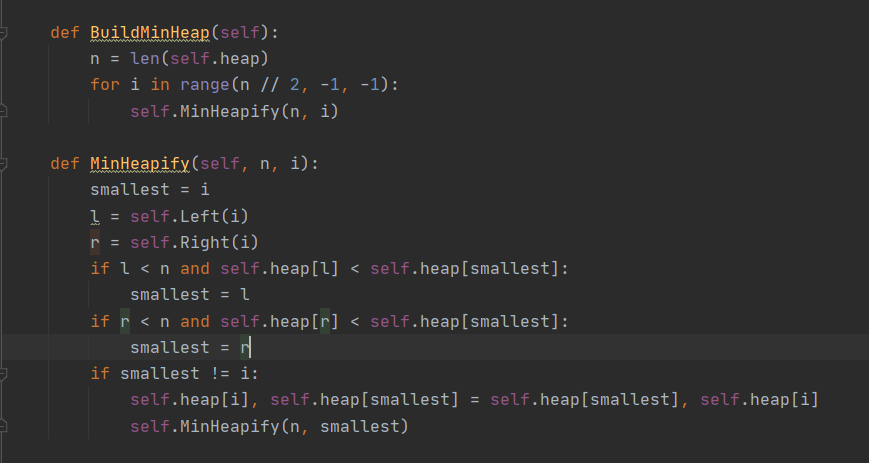 def BuildMinHeap(self):
    n = len(self.heap)
    for i in range(n // 2, -1, -1):
        self.MinHeapify(n, i)

def MinHeapify(self, n, i):
    smallest = i
    l = self.Left(i)
    r = self.Right(i)
    if l < n and self.heap[l] < self.heap[smallest]:
        smallest = l
    if r < n and self.heap[r] < self.heap[smallest]:
        smallest = r
    if smallest != i:
        self.heap[i], self.heap[smallest] = self.heap[smallest], self.heap[i]
        self.MinHeapify(n, smallest)